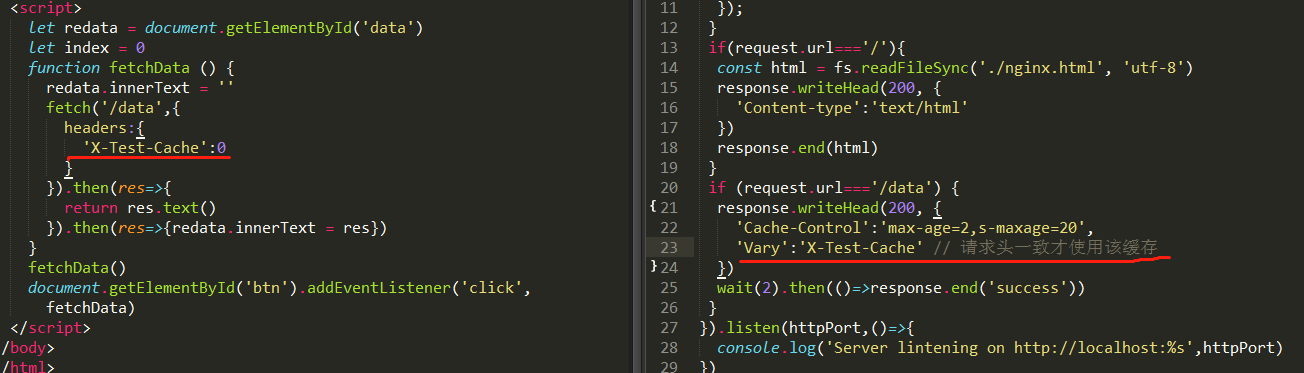 <script>
let redata = document.getElementById('data')
let index = 0
function fetchData () {
redata.innerText = ''
fetch('/data',{
headers:{
'X-Test-Cache':0
}
}).then(res=>{
return res.text()
}).then(res=>{redata.innerText = res})
}
fetchData()
document.getElementById('btn').addEventListener('click',
fetchData)
</script>
/body>
/html>
11 });
12 }
13 if(request.url==='/'){
14 const html = fs.readFileSync('./nginx.html', 'utf-8')
15 response.writeHead(200, {
16 'Content-type':'text/html'
17 })
18 response.end(html)
19 }
20 if (request.url==='/data') {
{21 response.writeHead(200, {
22 'Cache-Control':'max-age=2,s-maxage=20',
23 'Vary':'X-Test-Cache' // 请求头一致才使用该缓存
}24 })
25 wait(2).then(()=>response.end('success'))
26 }
27 }).listen(httpPort,()=>{
28 console.log('Server lintening on http://localhost:%s',httpPort)
29 })